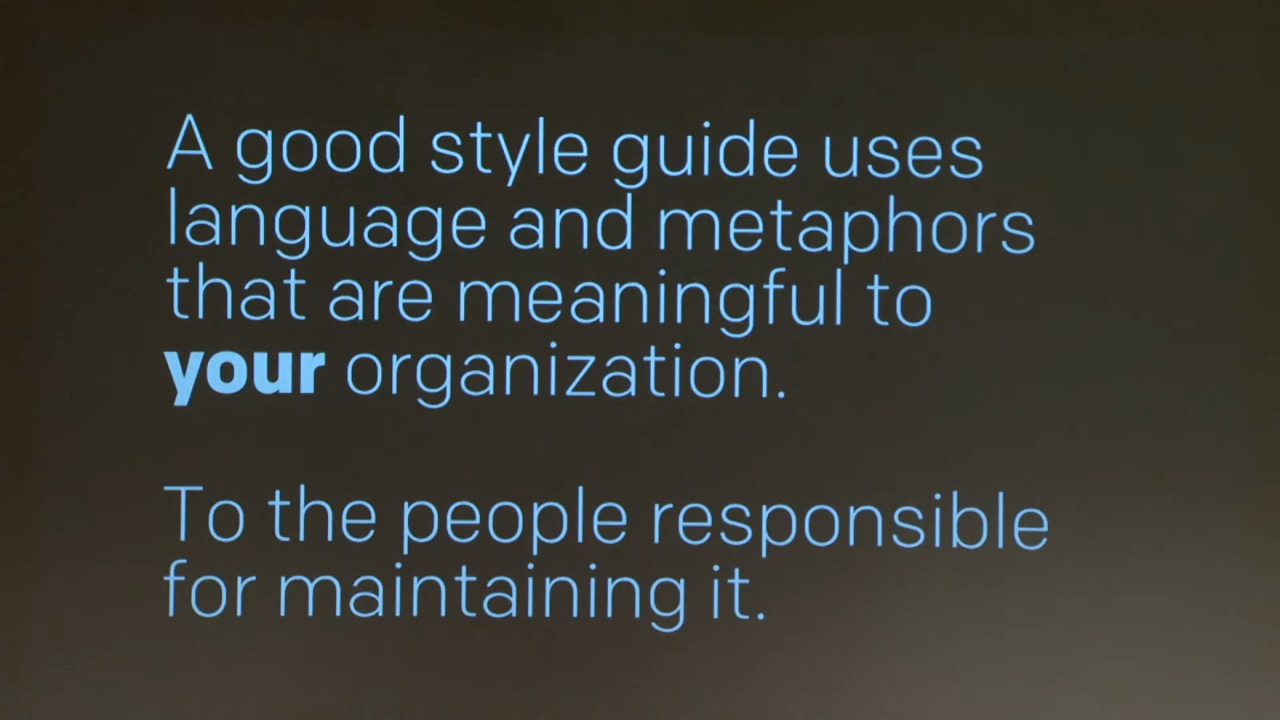 A good style guide uses
language and metaphors
that are meaningful to
your organization.
To the people responsible
for maintaining it.